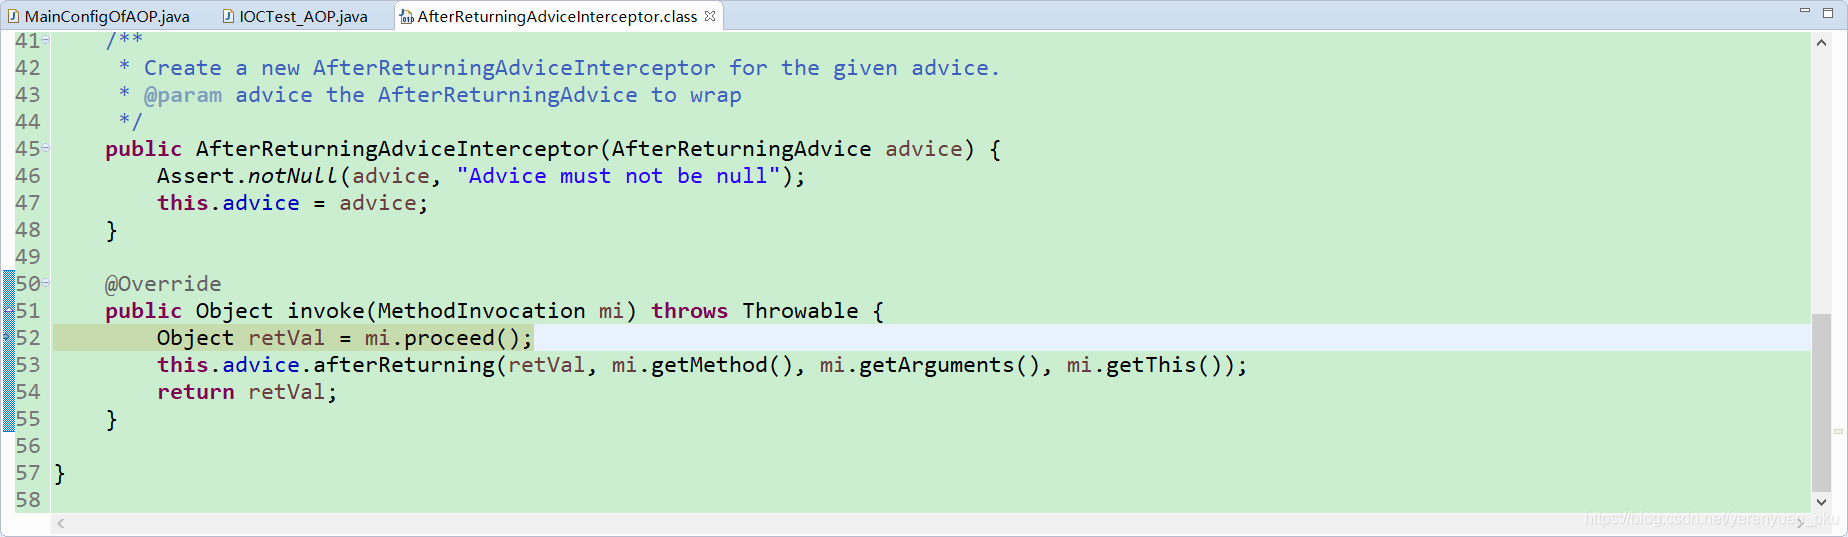 MainConfigOfAOP.java IOCTest_AOP.java AfterReturningAdviceInterceptor.class
41 /**
42 * Create a new AfterReturningAdviceInterceptor for the given advice.
43 * @param advice the AfterReturningAdvice to wrap
44 */
45 public AfterReturningAdviceInterceptor(AfterReturningAdvice advice) {
46 Assert.notNull(advice, "Advice must not be null");
47 this.advice = advice;
48 }
49
50 @Override
51 public Object invoke(MethodInvocation mi) throws Throwable {
52 Object retVal = mi.proceed();
53 this.advice.afterReturning(retVal, mi.getMethod(), mi.getArguments(), mi.getThis());
54 return retVal;
55 }
56
57 }
58
https://blog.csdn.net/yerenyuan_pku